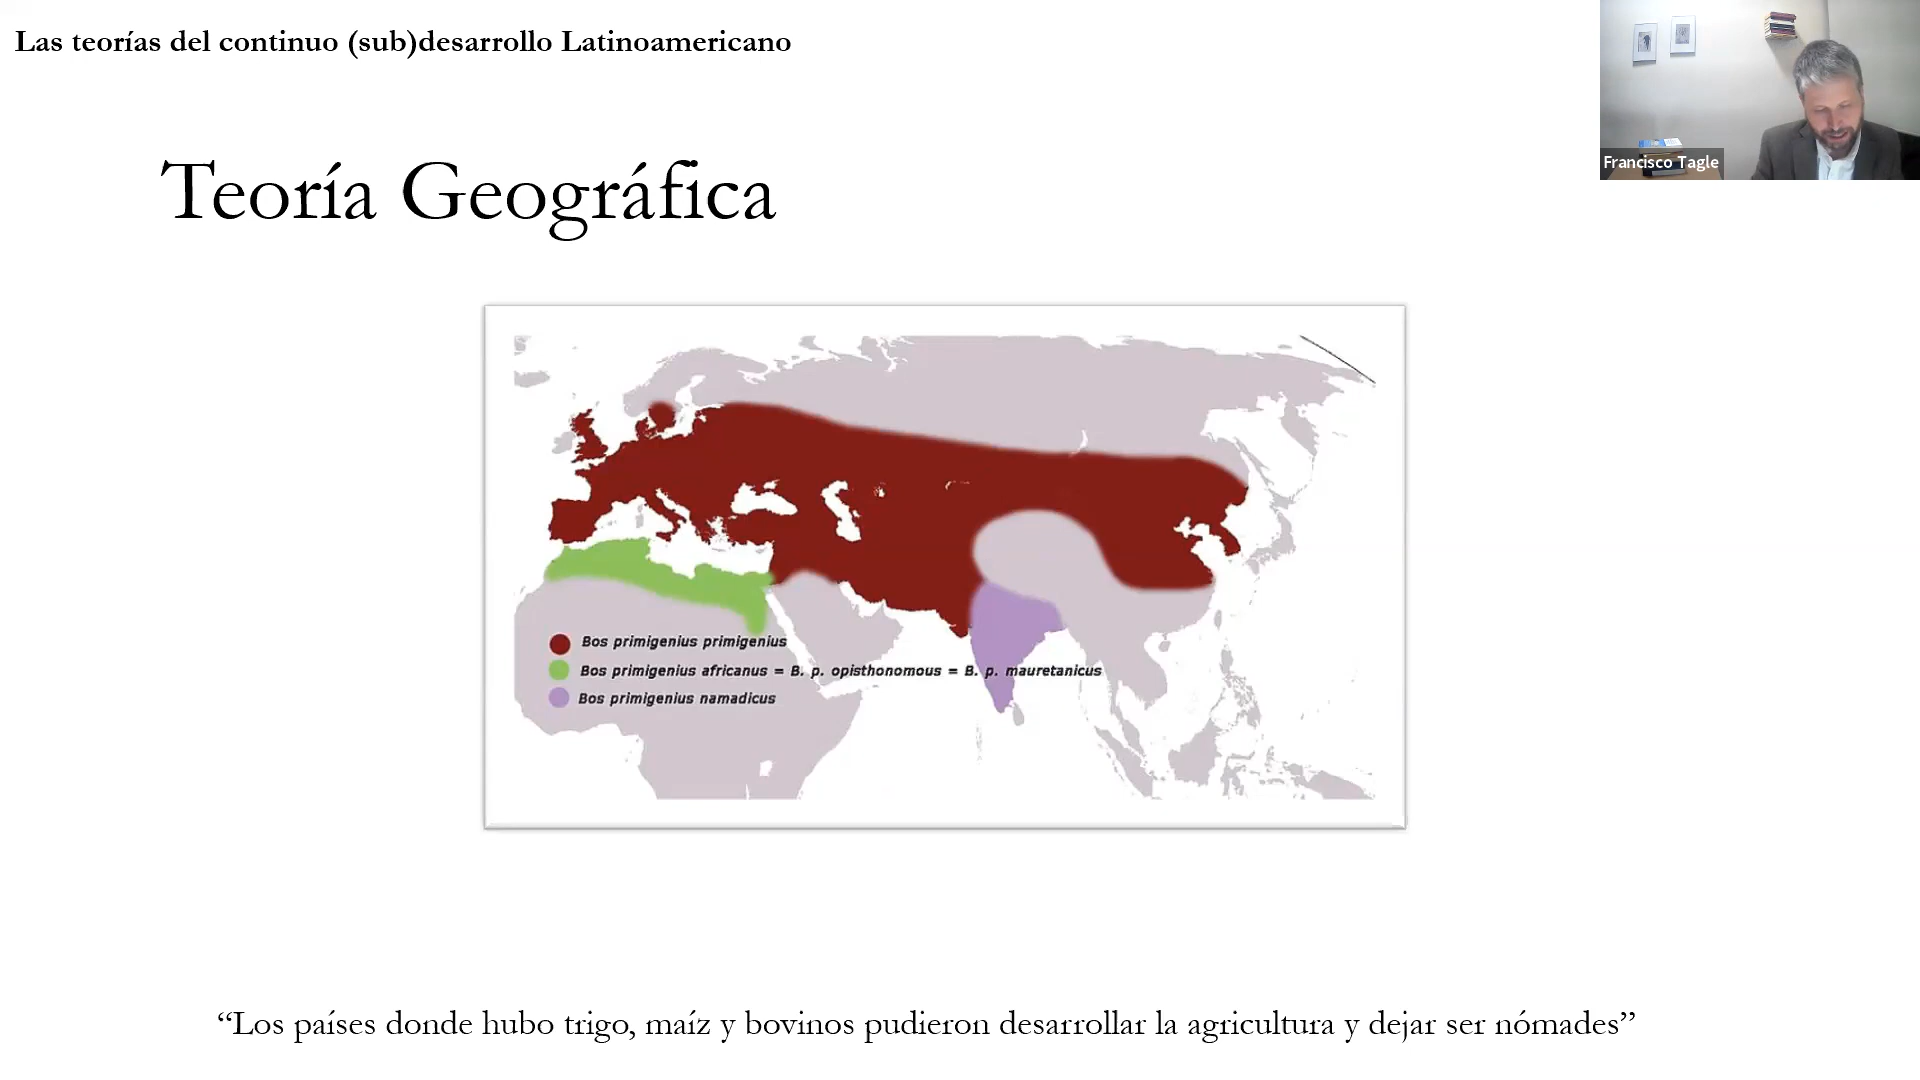 Las teorías del continuo (sub)desarrollo Latinoamericano
Francisco Tagle
Teoría Geográfica
Bos primigenius primigenius
Bos primigenius africanus = B. p. opisthonomous = B. p. mauretanicus
Bos primigenius namadicus
“Los países donde hubo trigo, maíz y bovinos pudieron desarrollar la agricultura y dejar ser nómades”